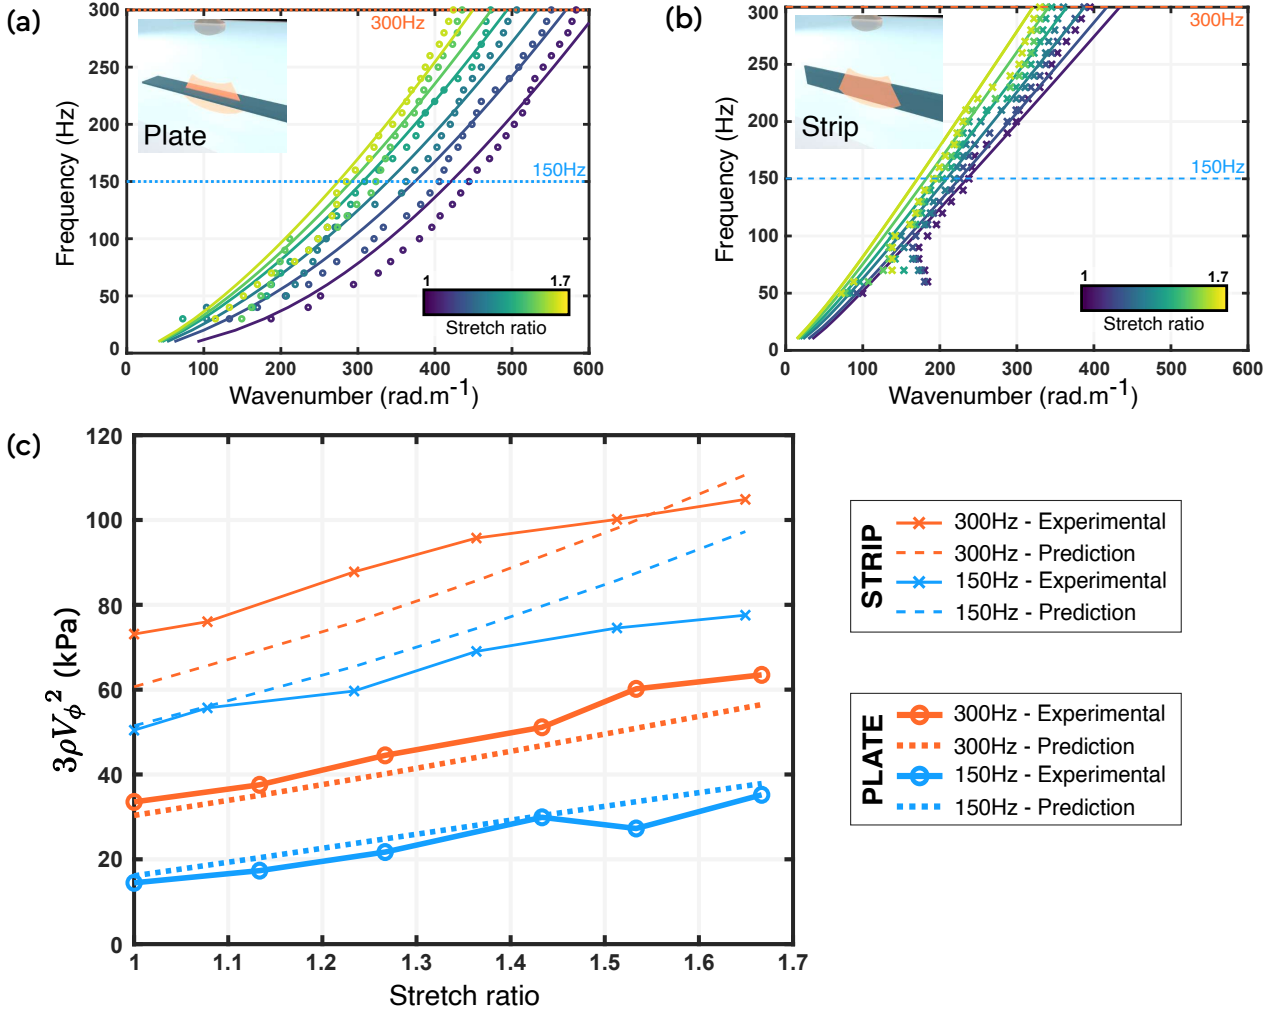 (a)
300
250
200
150
100
50
0
Frequency (Hz)
300Hz
150Hz
Plate
1
1.7
Stretch ratio
100
200
300
400
500
600
Wavenumber (rad.m⁻¹)
(b)
300
250
200
150
100
50
0
Frequency (Hz)
300Hz
150Hz
Strip
1
1.7
Stretch ratio
0
100
200
300
400
500
600
Wavenumber (rad.m⁻¹)
(c)
120
100
80
60
40
20
0
3ρV_ϕ² (kPa)
1
1.1
1.2
1.3
1.4
1.5
1.6
1.7
Stretch ratio
STRIP
300Hz - Experimental
300Hz - Prediction
150Hz - Experimental
150Hz - Prediction
PLATE
300Hz - Experimental
300Hz - Prediction
150Hz - Experimental
150Hz - Prediction